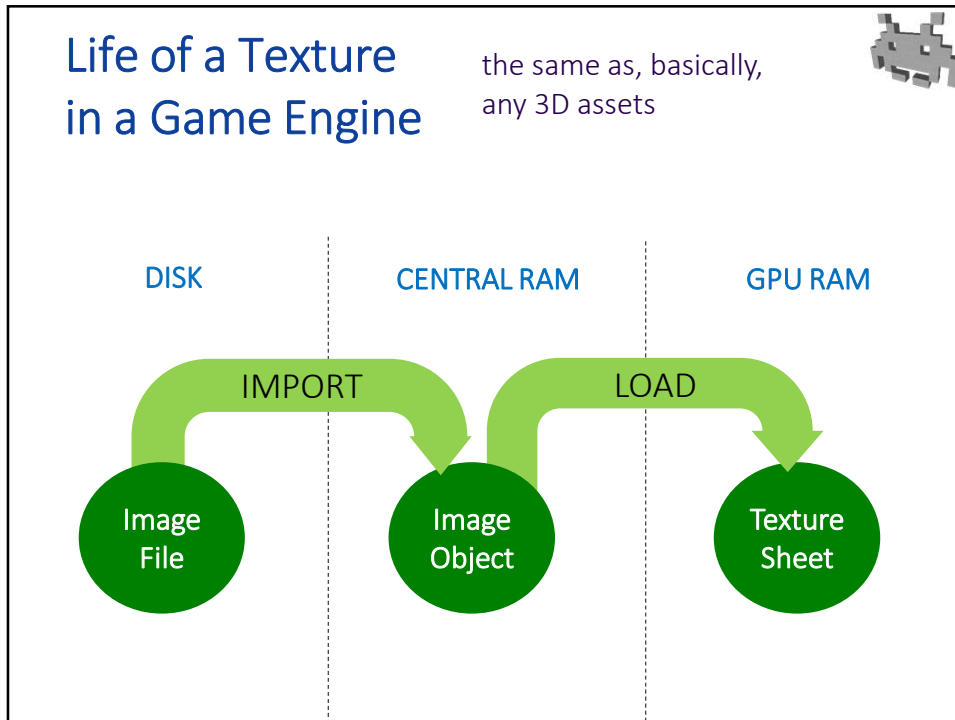 Life of a Texture
in a Game Engine
the same as, basically,
any 3D assets
DISK
CENTRAL RAM
GPU RAM
IMPORT
LOAD
Image
File
Image
Object
Texture
Sheet